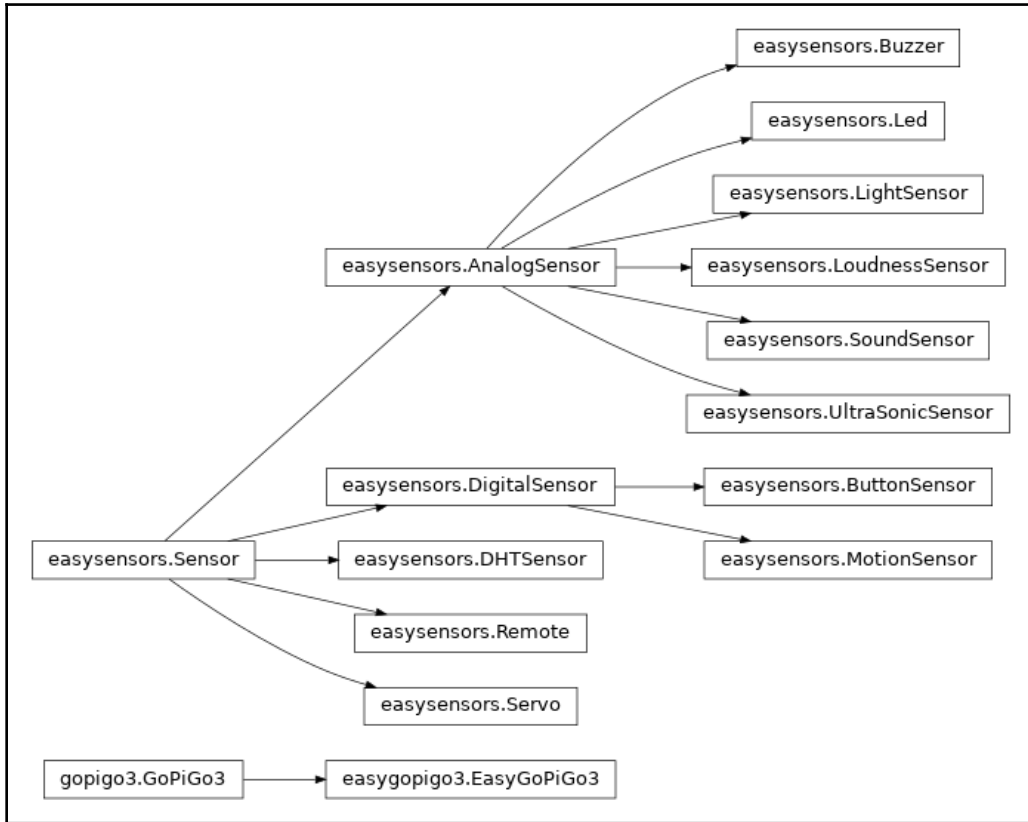 easysensors.Buzzer
easysensors.Led
easysensors.LightSensor
easysensors.AnalogSensor
easysensors.LoudnessSensor
easysensors.SoundSensor
easysensors.UltraSonicSensor
easysensors.DigitalSensor
easysensors.ButtonSensor
easysensors.Sensor
easysensors.DHTSensor
easysensors.MotionSensor
easysensors.Remote
easysensors.Servo
gopigo3.GoPiGo3
easygopigo3.EasyGoPiGo3